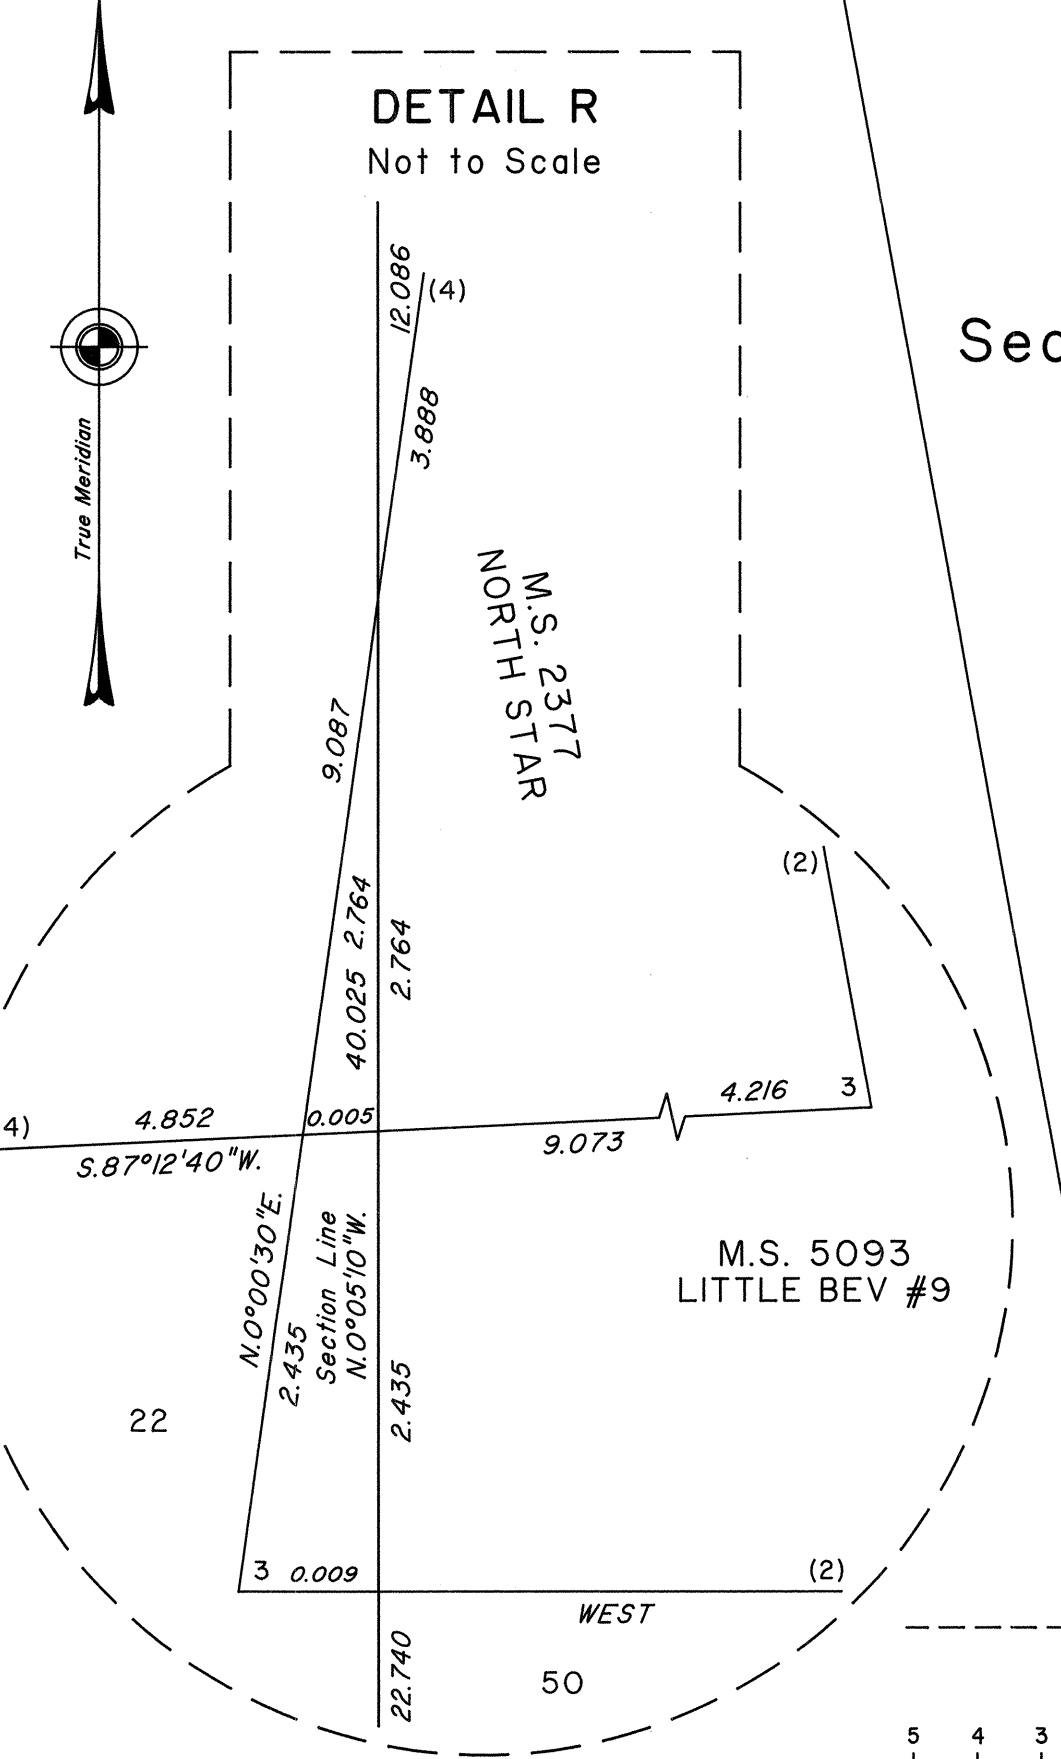 DETAIL R
Not to Scale
12.086
(4)
Sec
3.888
True Meridian
M.S. 2377
NORTH STAR
9.087
(2)
2.764
2.764
40.025
4.216
3
4)
4.852
0.005
9.073
S.87°12'40"W.
N.0°00'30"E.
Section Line
N.0°05'10"W.
M.S. 5093
LITTLE BEV #9
2.435
2.435
22
3
0.009
(2)
WEST
22.740
50
5 4 3